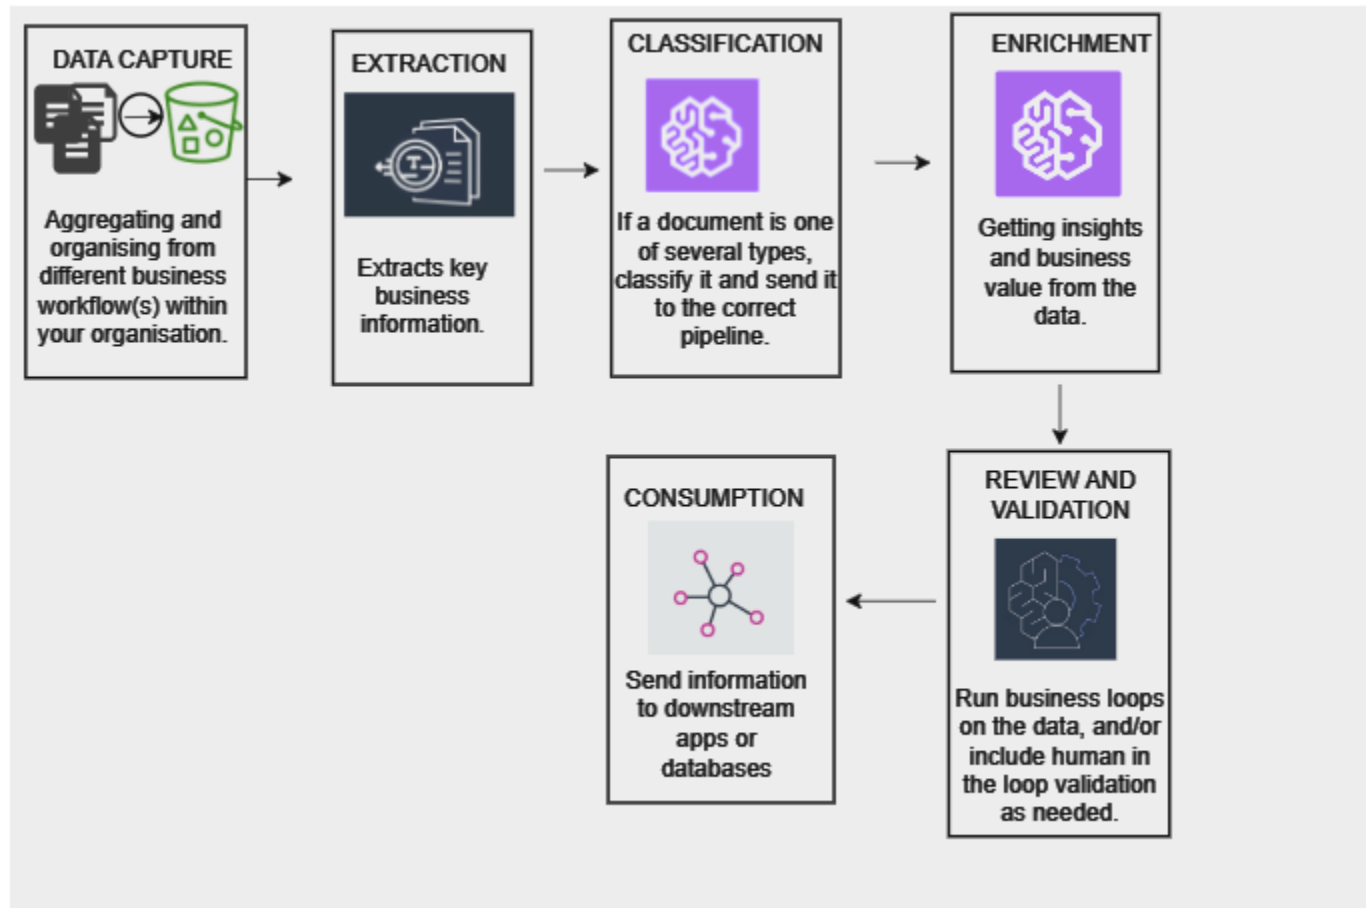 DATA CAPTURE
Aggregating and
organising from
different business
workflow(s) within
your organisation.
EXTRACTION
T
Extracts key
business
information.
CLASSIFICATION
If a document is one
of several types,
classify it and send it
to the correct
pipeline.
ENRICHMENT
Getting insights
and business
value from the
data.
REVIEW AND
VALIDATION
Run business loops
on the data, and/or
include human in
the loop validation
as needed.
CONSUMPTION
Send information
to downstream
apps or
databases